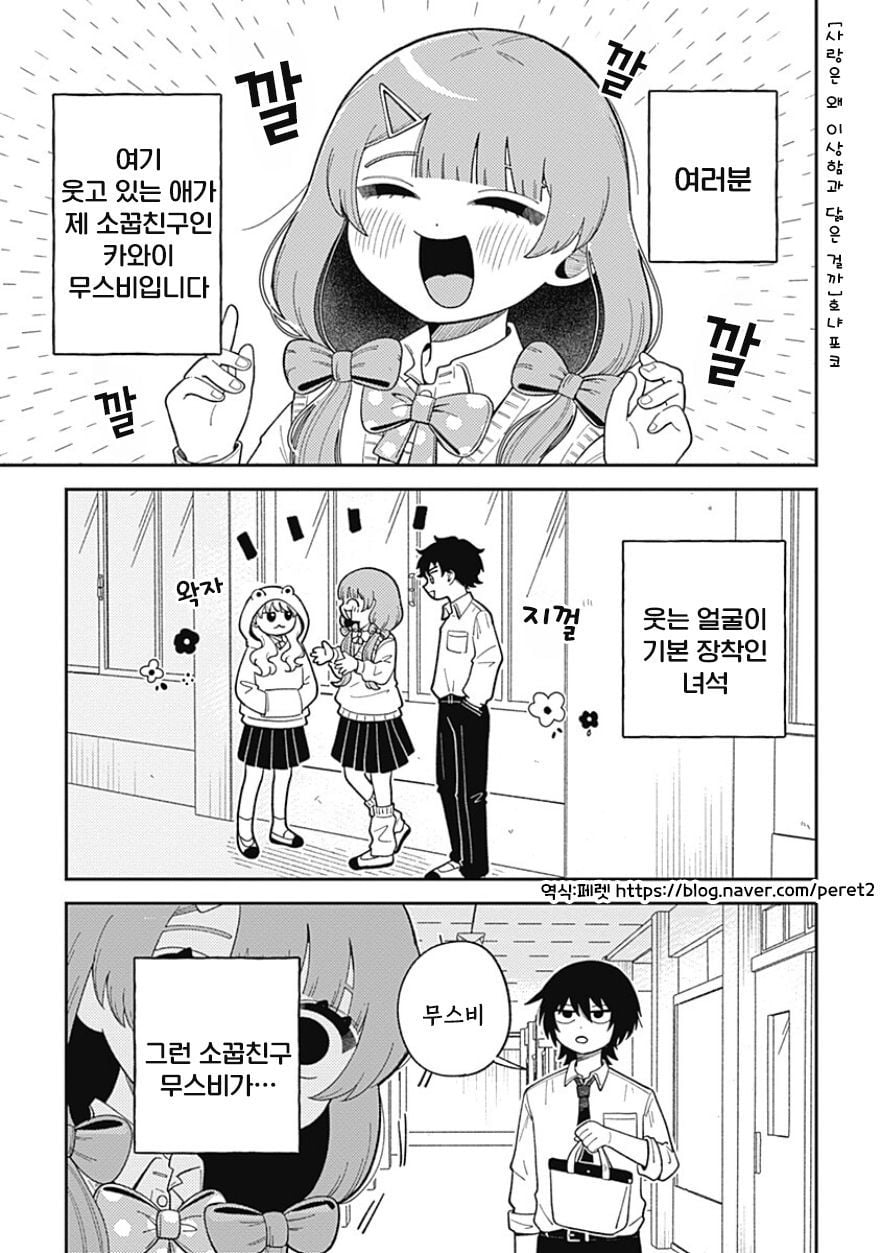 [사랑은 왜 이상함과 닮은 걸까] 호냐포코
여러분
깔
깔
여기
웃고 있는 애가
제 소꿉친구인
카와이
무스비입니다
깔
깔
웃는 얼굴이
기본 장착인
녀석
왁자
지껄
역식:페렛 https://blog.naver.com/peret2
무스비
그런 소꿉친구
무스비가…